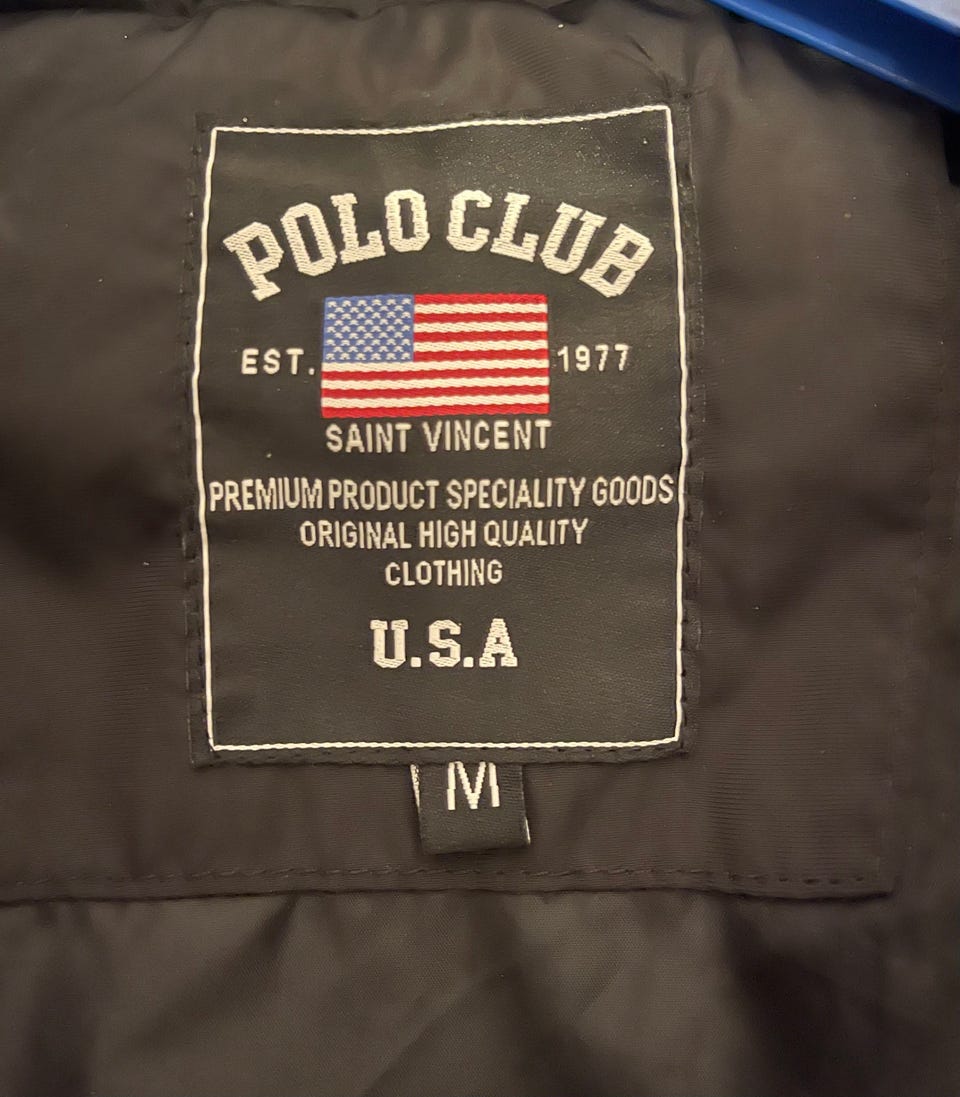 POLO CLUB
EST. 1977
SAINT VINCENT
PREMIUM PRODUCT SPECIALITY GOODS
ORIGINAL HIGH QUALITY
CLOTHING
U.S.A
M